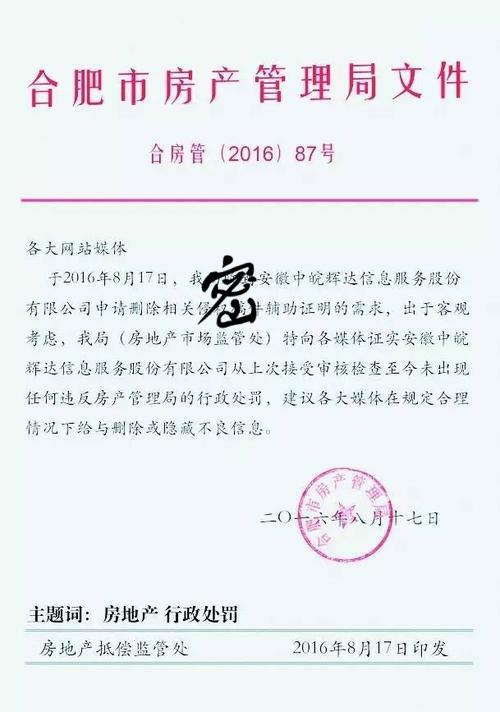 合肥市房产管理局文件
合房管（2016）87号
各大网站媒体
于2016年8月17日，我
密
安徽中皖辉达信息服务股份
有限公司申请删除相关侵
辅助证明的需求，出于客观
考虑，我局（房地产市场监管处）特向各媒体证实安徽中皖
辉达信息服务股份有限公司从上次接受审核检查至今未出现
任何违反房产管理局的行政处罚，建议各大媒体在规定合理
情况下给与删除或隐藏不良信息。
合肥市房产管理局
二〇一六年八月十七日
主题词：房地产 行政处罚
房地产抵偿监管处
2016年8月17日印发